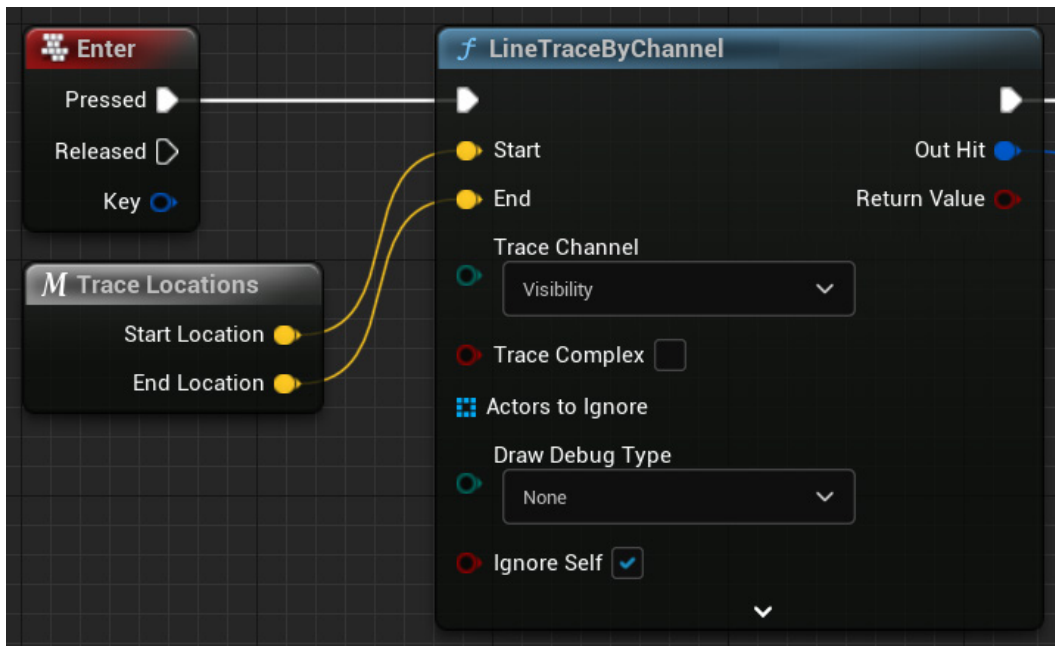 Enter
Pressed
Released
Key
M Trace Locations
Start Location
End Location
f LineTraceByChannel
Start
Out Hit
End
Return Value
Trace Channel
Visibility
Trace Complex
Actors to Ignore
Draw Debug Type
None
Ignore Self